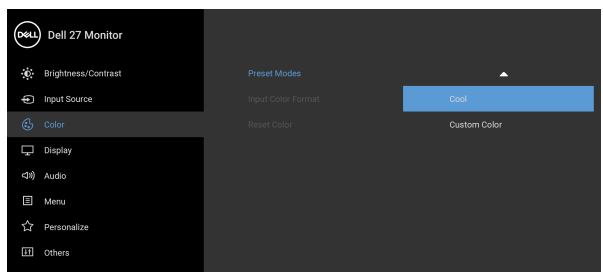 DELL Dell 27 Monitor
Brightness/Contrast
Preset Modes
Input Source
Input Color Format
Cool
Color
Reset Color
Custom Color
Display
Audio
Menu
Personalize
Others